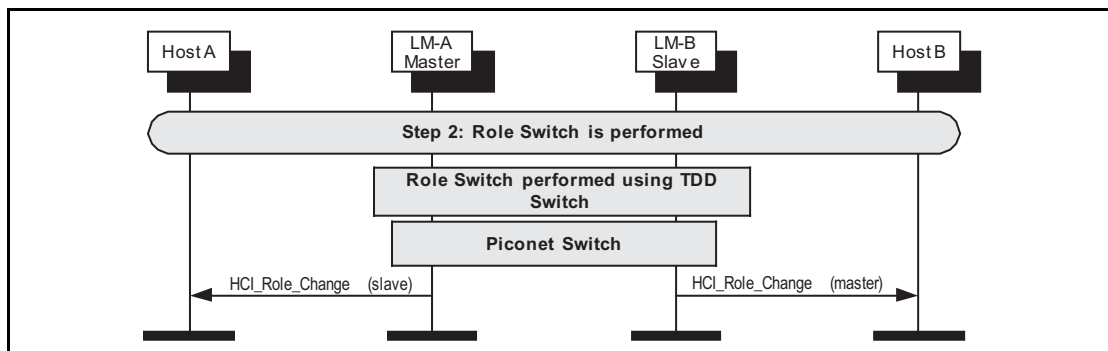 Host A
LM-A
Master
LM-B
Slave
Host B
Step 2: Role Switch is performed
Role Switch performed using TDD
Switch
Piconet Switch
HCI_Role_Change (slave)
HCI_Role_Change (master)